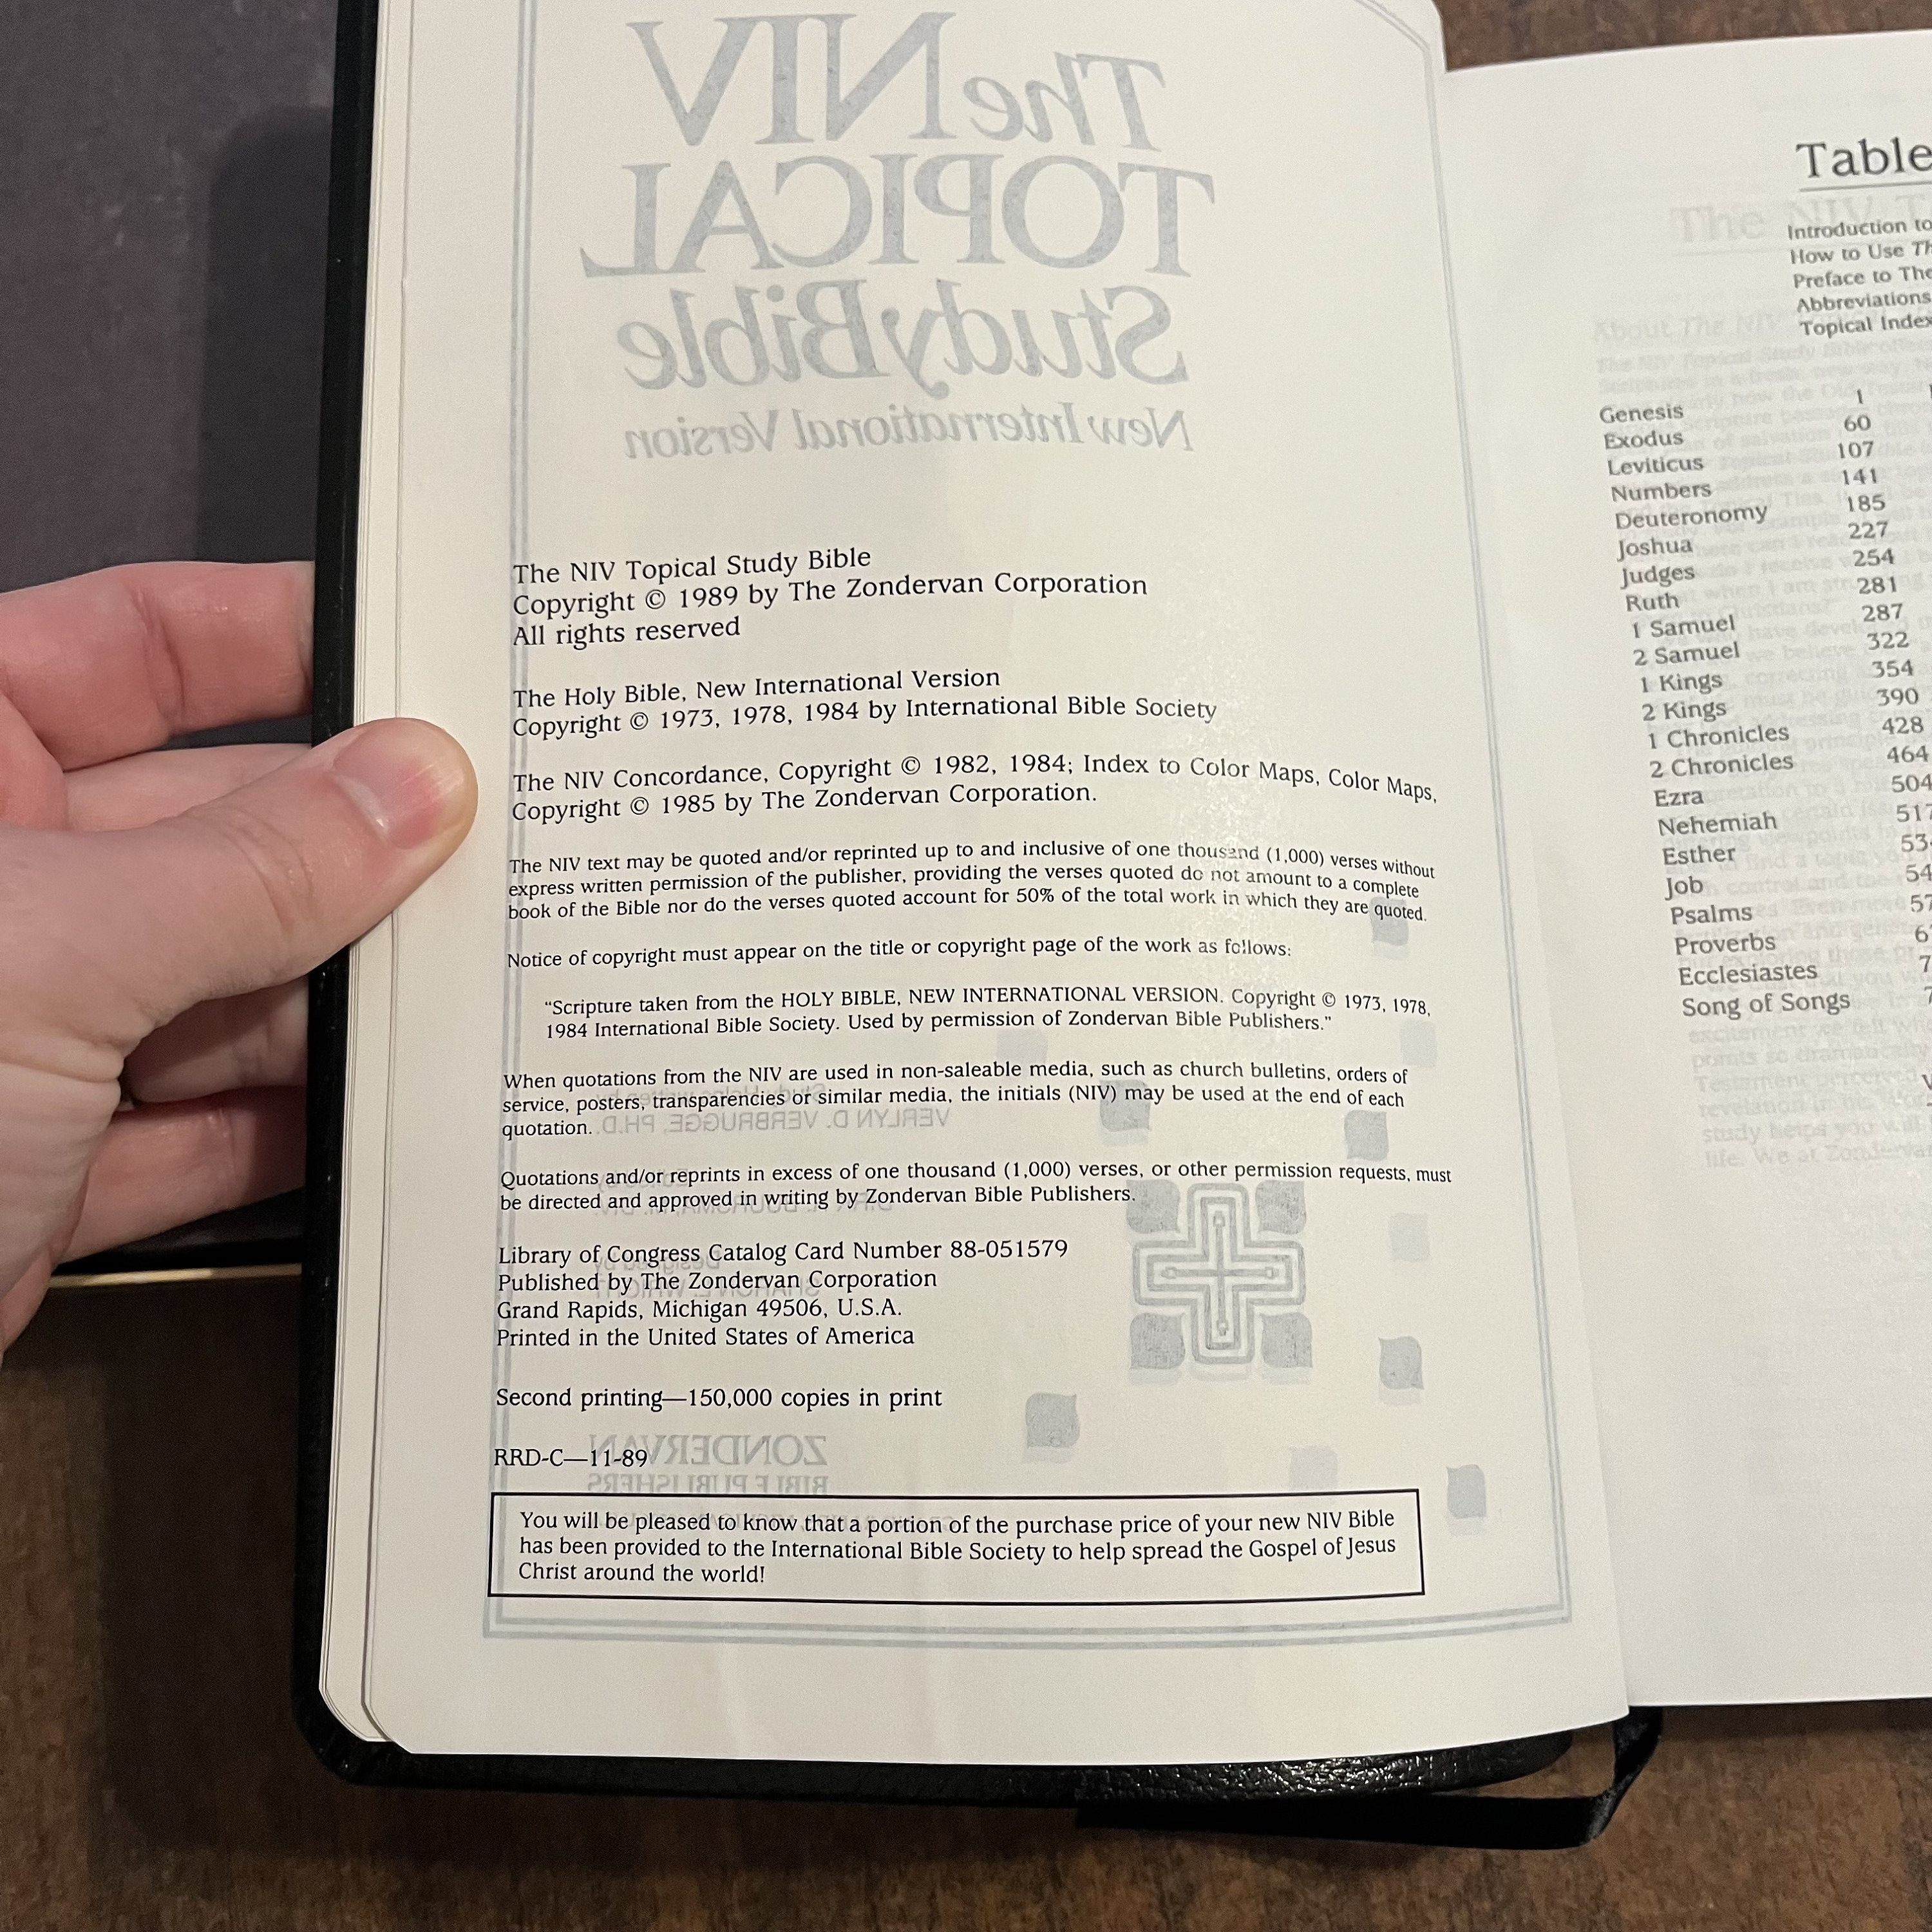 The NIV
TOPICAL
Study Bible
New International Version
The NIV Topical Study Bible
Copyright © 1989 by The Zondervan Corporation
All rights reserved
The Holy Bible, New International Version
Copyright © 1973, 1978, 1984 by International Bible Society
The NIV Concordance, Copyright © 1982, 1984; Index to Color Maps, Color Maps,
Copyright © 1985 by The Zondervan Corporation.
The NIV text may be quoted and/or reprinted up to and inclusive of one thousand (1,000) verses without
express written permission of the publisher, providing the verses quoted do not amount to a complete
book of the Bible nor do the verses quoted account for 50% of the total work in which they are quoted.
Notice of copyright must appear on the title or copyright page of the work as follows:
“Scripture taken from the HOLY BIBLE, NEW INTERNATIONAL VERSION. Copyright © 1973, 1978,
1984 International Bible Society. Used by permission of Zondervan Bible Publishers.”
When quotations from the NIV are used in non-saleable media, such as church bulletins, orders of
service, posters, transparencies or similar media, the initials (NIV) may be used at the end of each
quotation.
VERLYN D. VERBRUGGE, PH.D.
Quotations and/or reprints in excess of one thousand (1,000) verses, or other permission requests, must
be directed and approved in writing by Zondervan Bible Publishers.
Library of Congress Catalog Card Number 88-051579
Published by The Zondervan Corporation
Grand Rapids, Michigan 49506, U.S.A.
Printed in the United States of America
Second printing—150,000 copies in print
ZONDERVAN
RRD-C—11-89
BIBLE PUBLISHERS
You will be pleased to know that a portion of the purchase price of your new NIV Bible
has been provided to the International Bible Society to help spread the Gospel of Jesus
Christ around the world!
Table
Introduction to
How to Use
Preface to The
Abbreviations
Topical Index
Genesis 1
Exodus 60
Leviticus 107
Numbers 141
Deuteronomy 185
Joshua 227
Judges 254
Ruth 281
1 Samuel 287
2 Samuel 322
1 Kings 354
2 Kings 390
1 Chronicles 428
2 Chronicles 464
Ezra 504
Nehemiah 517
Esther
Job
Psalms
Proverbs
Ecclesiastes
Song of Songs